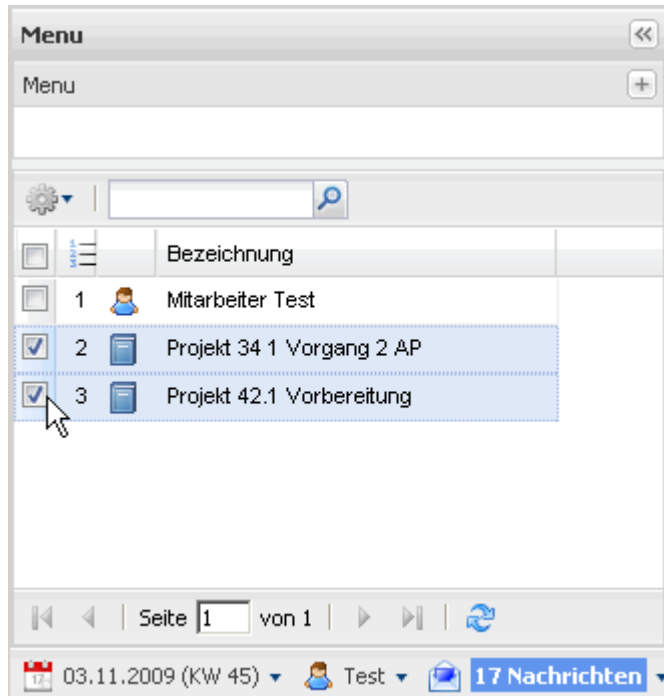 Menu
Menu
Bezeichnung
1 Mitarbeiter Test
2 Projekt 34 1 Vorgang 2 AP
3 Projekt 42.1 Vorbereitung
Seite 1 von 1
03.11.2009 (KW 45) Test 17 Nachrichten